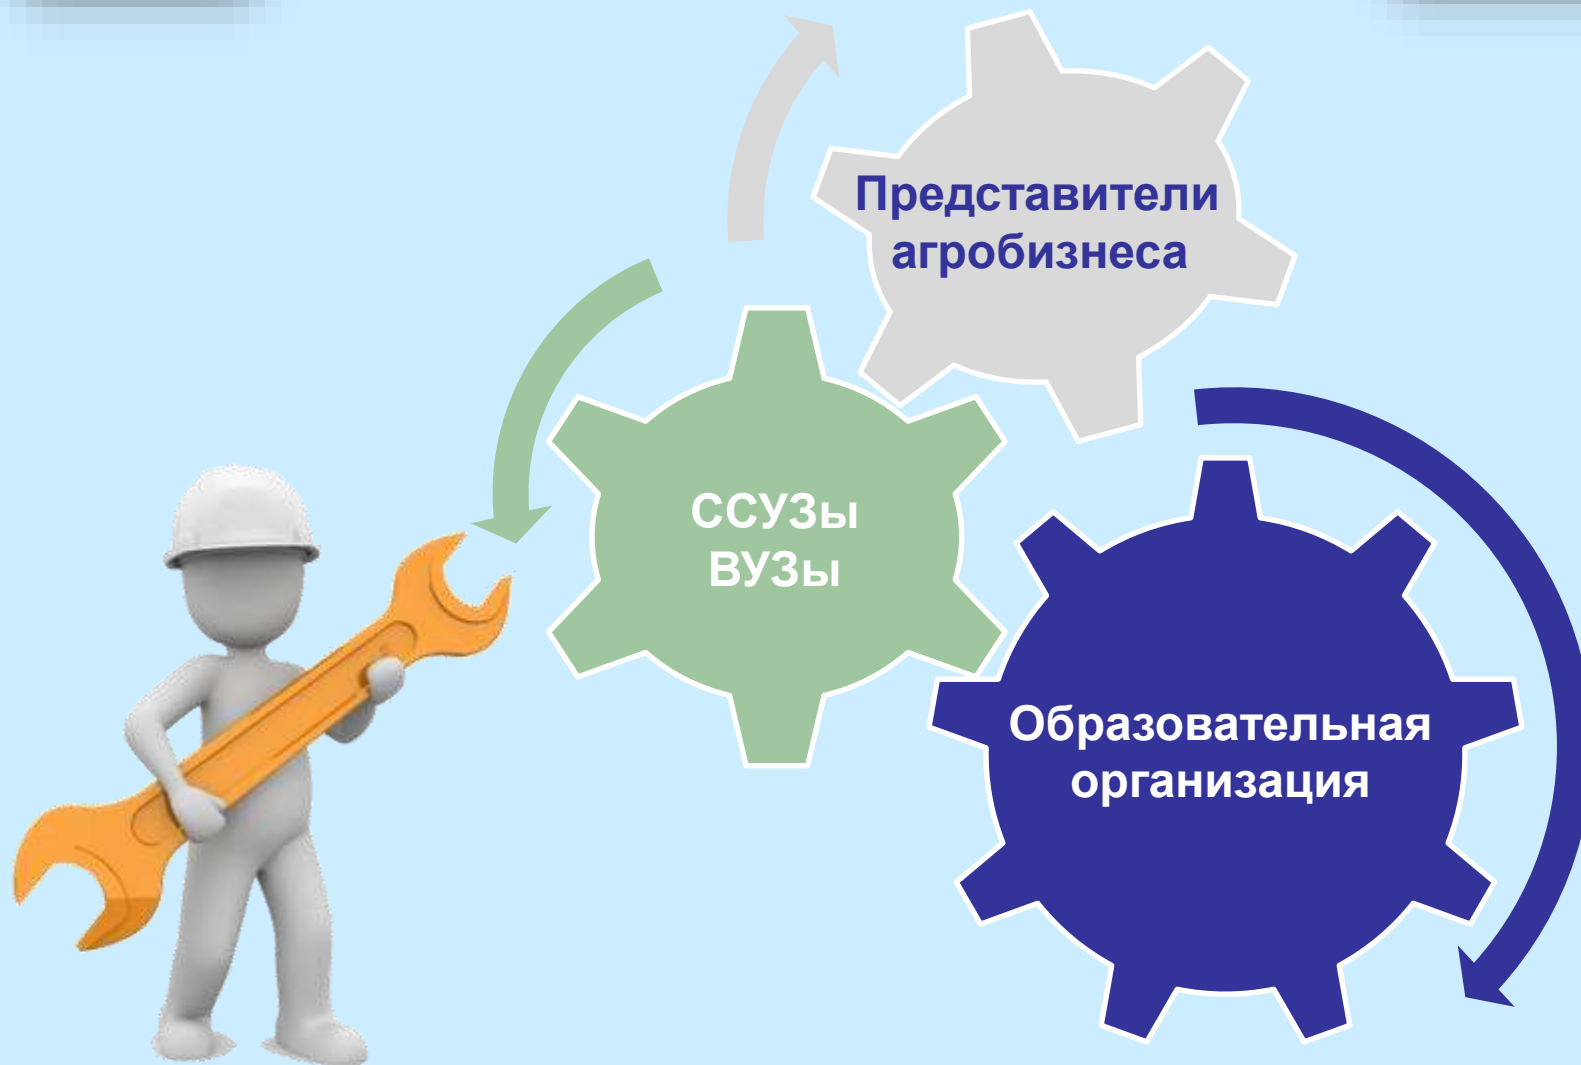 Представители
агробизнеса
ССУЗы
ВУЗы
Образовательная
организация